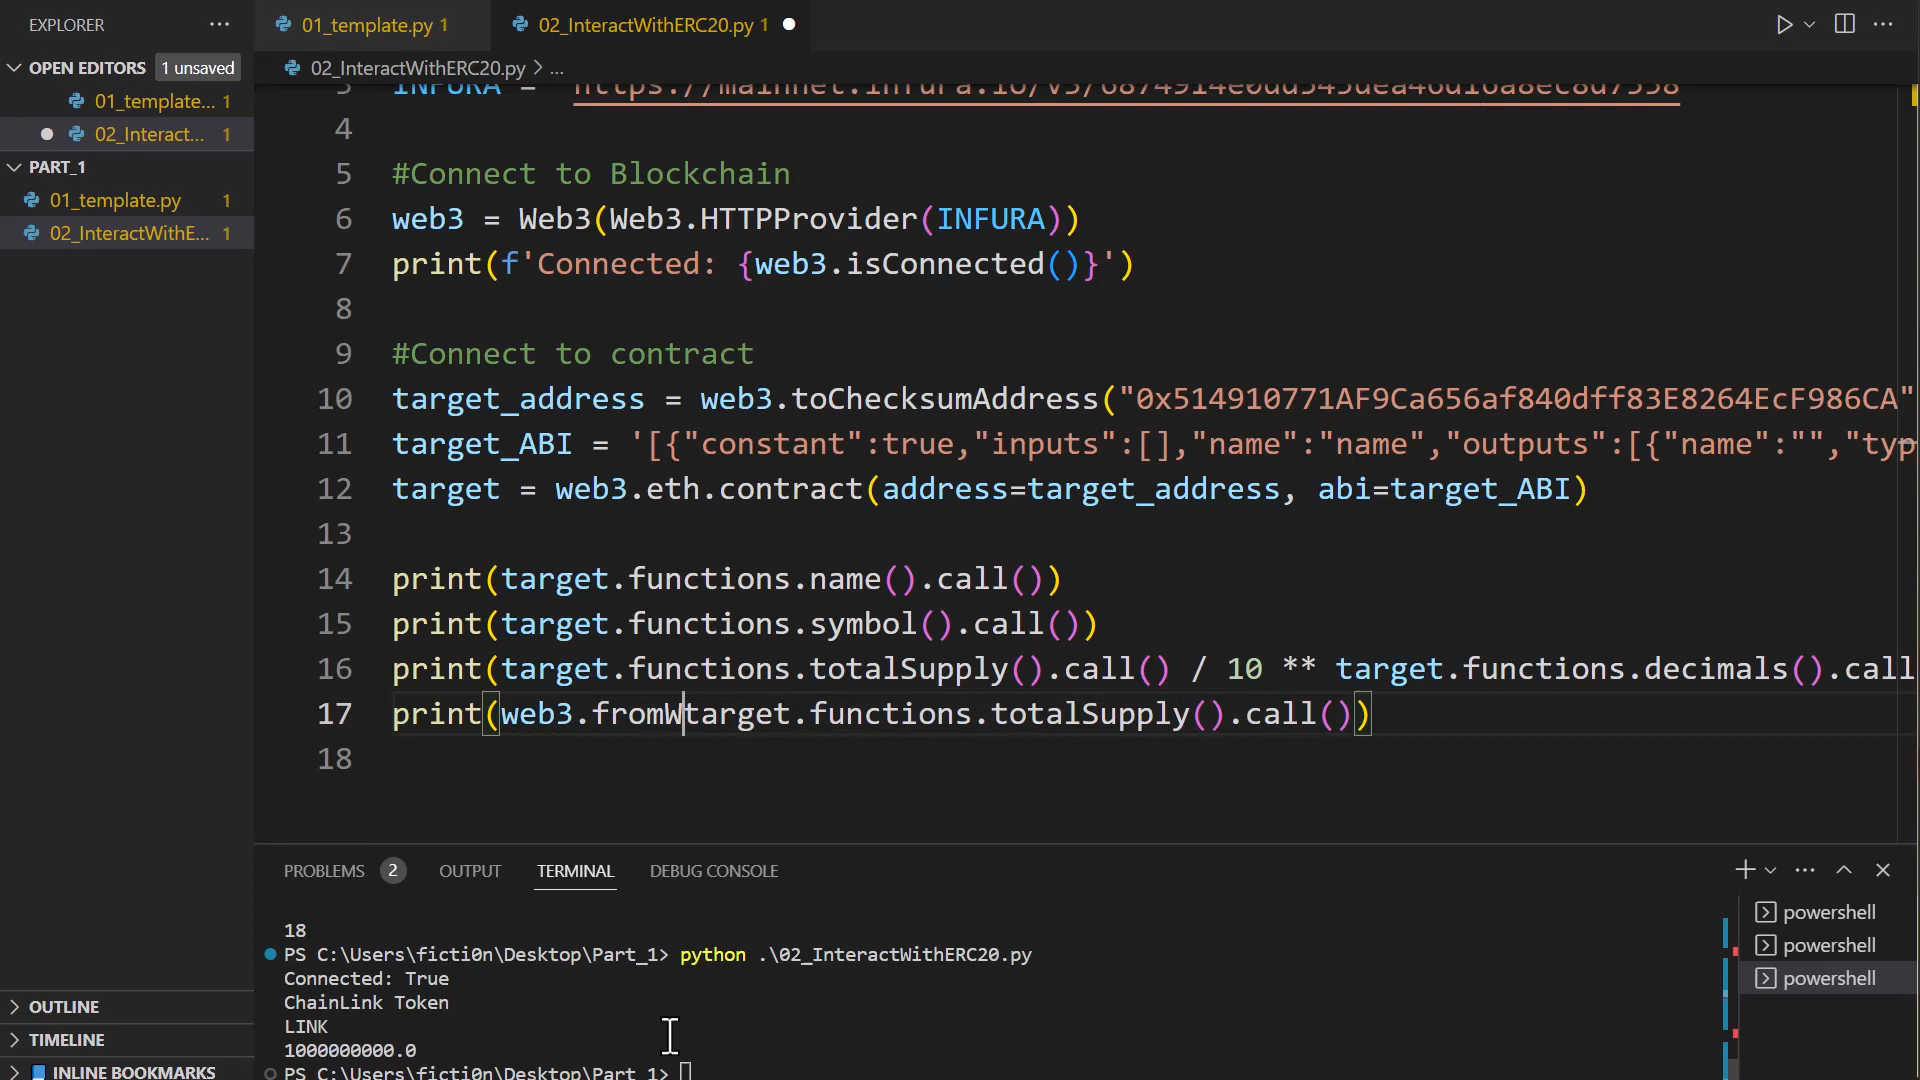 EXPLORER
01_template.py 1
02_InteractWithERC20.py 1
OPEN EDITORS 1 unsaved
02_InteractWithERC20.py > ...
01_template... 1
02_Interact... 1
PART_1
01_template.py 1
02_InteractWithE... 1
INFURA =
4
5 #Connect to Blockchain
6 web3 = Web3(Web3.HTTPProvider(INFURA))
7 print(f'Connected: {web3.isConnected()}')
8
9 #Connect to contract
10 target_address = web3.toChecksumAddress("0x514910771AF9Ca656af840dff83E8264EcF986CA"
11 target_ABI = '[{"constant":true,"inputs":[],"name":"name","outputs":[{"name":"","typ
12 target = web3.eth.contract(address=target_address, abi=target_ABI)
13
14 print(target.functions.name().call())
15 print(target.functions.symbol().call())
16 print(target.functions.totalSupply().call() / 10 ** target.functions.decimals().call
17 print(web3.fromWtarget.functions.totalSupply().call())
18
PROBLEMS 2 OUTPUT TERMINAL DEBUG CONSOLE
18
PS C:\Users\ficti0n\Desktop\Part_1> python .\02_InteractWithERC20.py
Connected: True
ChainLink Token
LINK
1000000000.0
PS C:\Users\ficti0n\Desktop\Part_1>
powershell
powershell
powershell
OUTLINE
TIMELINE
INLINE BOOKMARKS